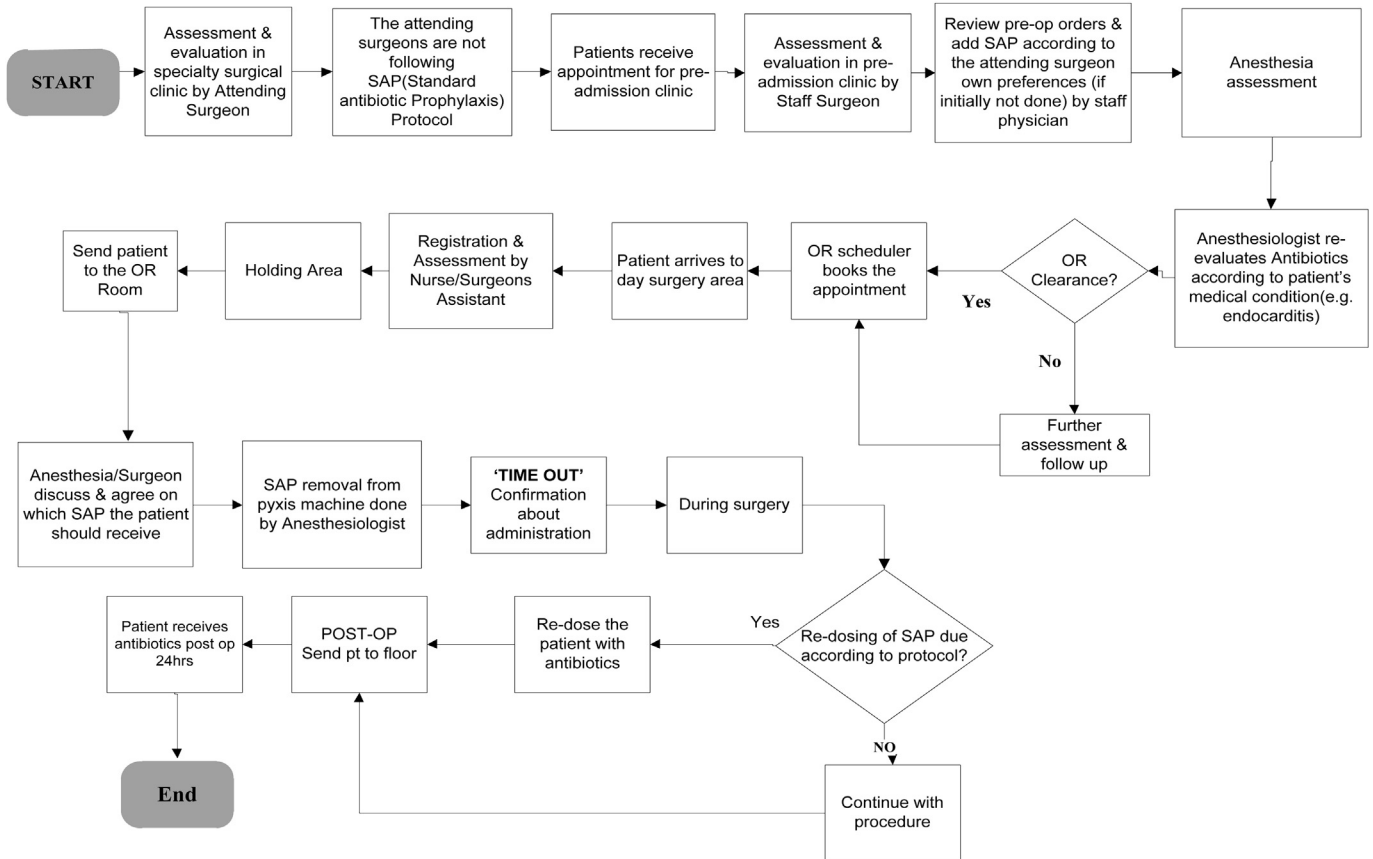 START
Assessment &
evaluation in
specialty surgical
clinic by Attending
Surgeon
The attending
surgeons are not
following
SAP(Standard
antibiotic Prophylaxis)
Protocol
Patients receive
appointment for pre-
admission clinic
Assessment &
evaluation in pre-
admission clinic by
Staff Surgeon
Review pre-op orders &
add SAP according to
the attending surgeon
own preferences (if
initially not done) by staff
physician
Anesthesia
assessment
Anesthesiologist re-
evaluates Antibiotics
according to patient’s
medical condition(e.g.
endocarditis)
OR
Clearance?
Yes
No
Further
assessment &
follow up
OR scheduler
books the
appointment
Patient arrives to
day surgery area
Registration &
Assessment by
Nurse/Surgeons
Assistant
Holding Area
Send patient
to the OR
Room
Anesthesia/Surgeon
discuss & agree on
which SAP the patient
should receive
SAP removal from
pyxis machine done
by Anesthesiologist
‘TIME OUT’
Confirmation
about
administration
During surgery
Re-dosing of SAP due
according to protocol?
Yes
NO
Re-dose the
patient with
antibiotics
Continue with
procedure
POST-OP
Send pt to floor
Patient receives
antibiotics post op
24hrs
End